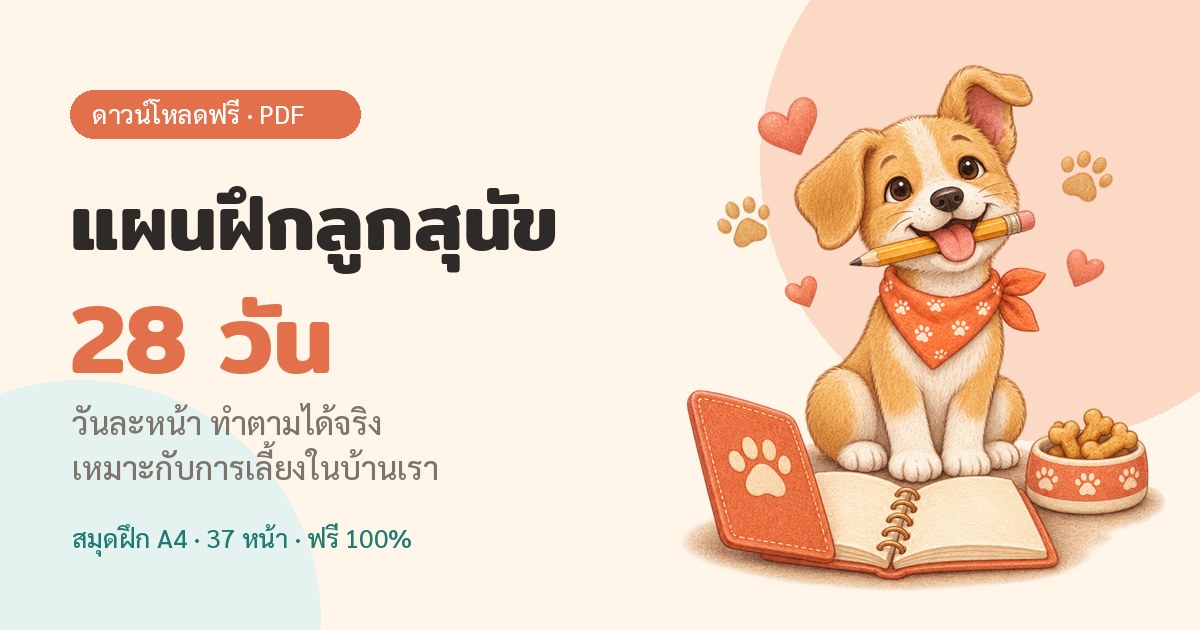 ดาวน์โหลดฟรี · PDF
แผนฝึกลูกสุนัข
28 วัน
วันละหน้า ทำตามได้จริง
เหมาะกับการเลี้ยงในบ้านเรา
สมุดฝึก A4 · 37 หน้า · ฟรี 100%